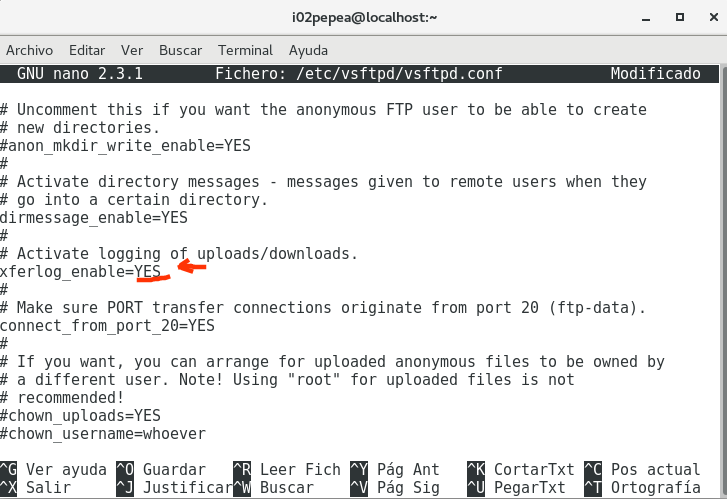 i02pepea@localhost:~
Archivo Editar Ver Buscar Terminal Ayuda
GNU nano 2.3.1 Fichero: /etc/vsftpd/vsftpd.conf Modificado
# Uncomment this if you want the anonymous FTP user to be able to create
# new directories.
#anon_mkdir_write_enable=YES
#
# Activate directory messages - messages given to remote users when they
# go into a certain directory.
dirmessage_enable=YES
#
# Activate logging of uploads/downloads.
xferlog_enable=YES
#
# Make sure PORT transfer connections originate from port 20 (ftp-data).
connect_from_port_20=YES
#
# If you want, you can arrange for uploaded anonymous files to be owned by
# a different user. Note! Using "root" for uploaded files is not
# recommended!
#chown_uploads=YES
#chown_username=whoever
^G Ver ayuda ^O Guardar ^R Leer Fich ^Y Pág Ant ^K CortarTxt ^C Pos actual
^X Salir ^J Justificar ^W Buscar ^V Pág Sig ^U PegarTxt ^T Ortografía